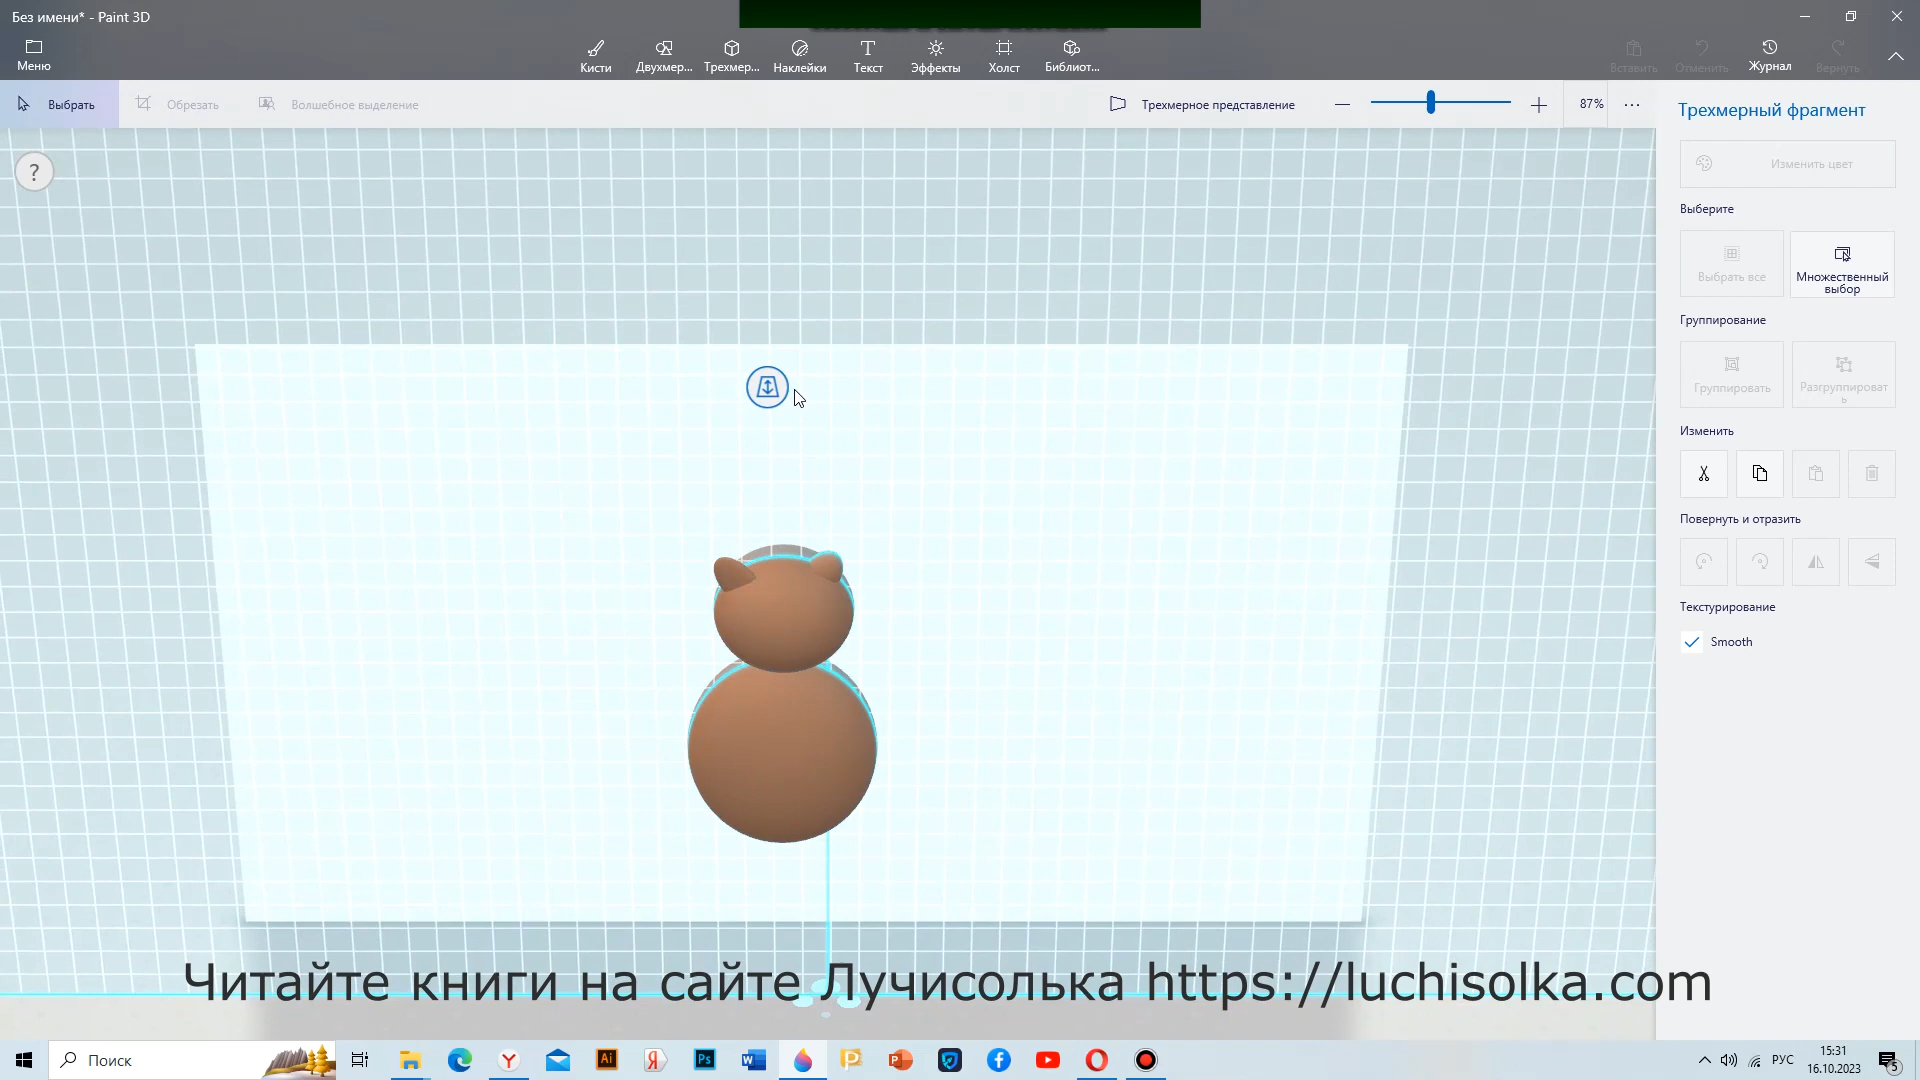 Без имени* - Paint 3D
Меню
Кисти
Двухмер...
Трехмер...
Наклейки
Текст
Эффекты
Холст
Библиот...
Вставить
Отменить
Журнал
Вернуть
Выбрать
Обрезать
Волшебное выделение
Трехмерное представление
87%
?
Трехмерный фрагмент
Изменить цвет
Выберите
Выбрать все
Множественный
выбор
Группирование
Группировать
Разгруппироват
ь
Изменить
Повернуть и отразить
Текстурирование
Smooth
Читайте книги на сайте Лучисолька https://luchisolka.com
Поиск
РУС
15:31
16.10.2023
5